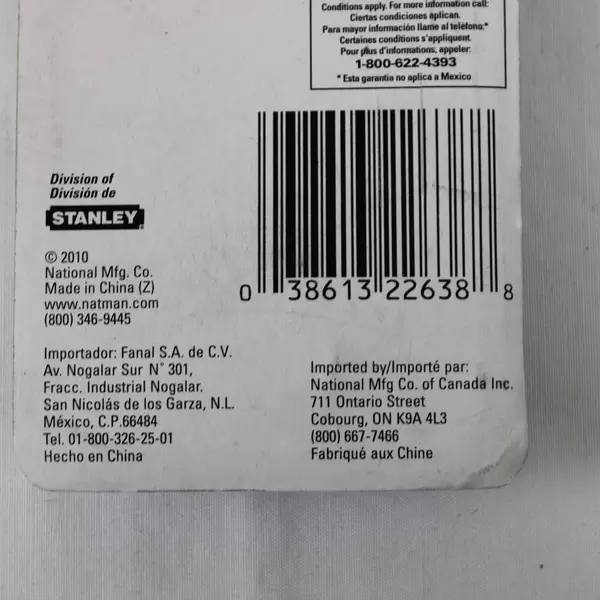 Conditions apply. For more information call:
Ciertas condiciones aplican.
Para mayor información llame al teléfono:*
Certaines conditions s'appliquent.
Pour plus d'informations, appeler:
1-800-622-4393
* Esta garantia no aplica a Mexico
Division of
División de
STANLEY
© 2010
National Mfg. Co.
Made in China (Z)
www.natman.com
(800) 346-9445
0 38613 22638 8
Importador: Fanal S.A. de C.V.
Av. Nogalar Sur N° 301,
Fracc. Industrial Nogalar.
San Nicolás de los Garza, N.L.
México, C.P.66484
Tel. 01-800-326-25-01
Hecho en China
Imported by/Importé par:
National Mfg Co. of Canada Inc.
711 Ontario Street
Cobourg, ON K9A 4L3
(800) 667-7466
Fabriqué aux Chine